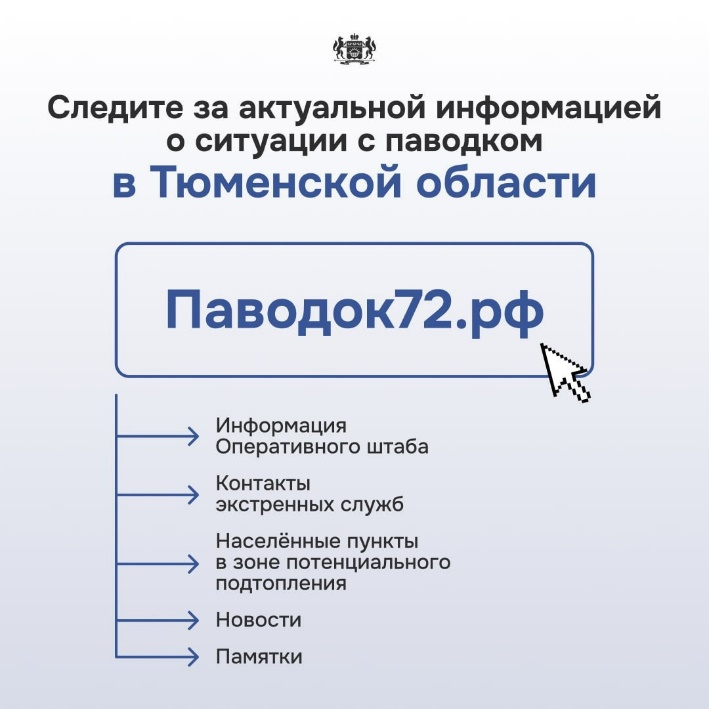 Следите за актуальной информацией
о ситуации с паводком
в Тюменской области
Паводок72.рф
Информация
Оперативного штаба
Контакты
экстренных служб
Населённые пункты
в зоне потенциального
подтопления
Новости
Памятки